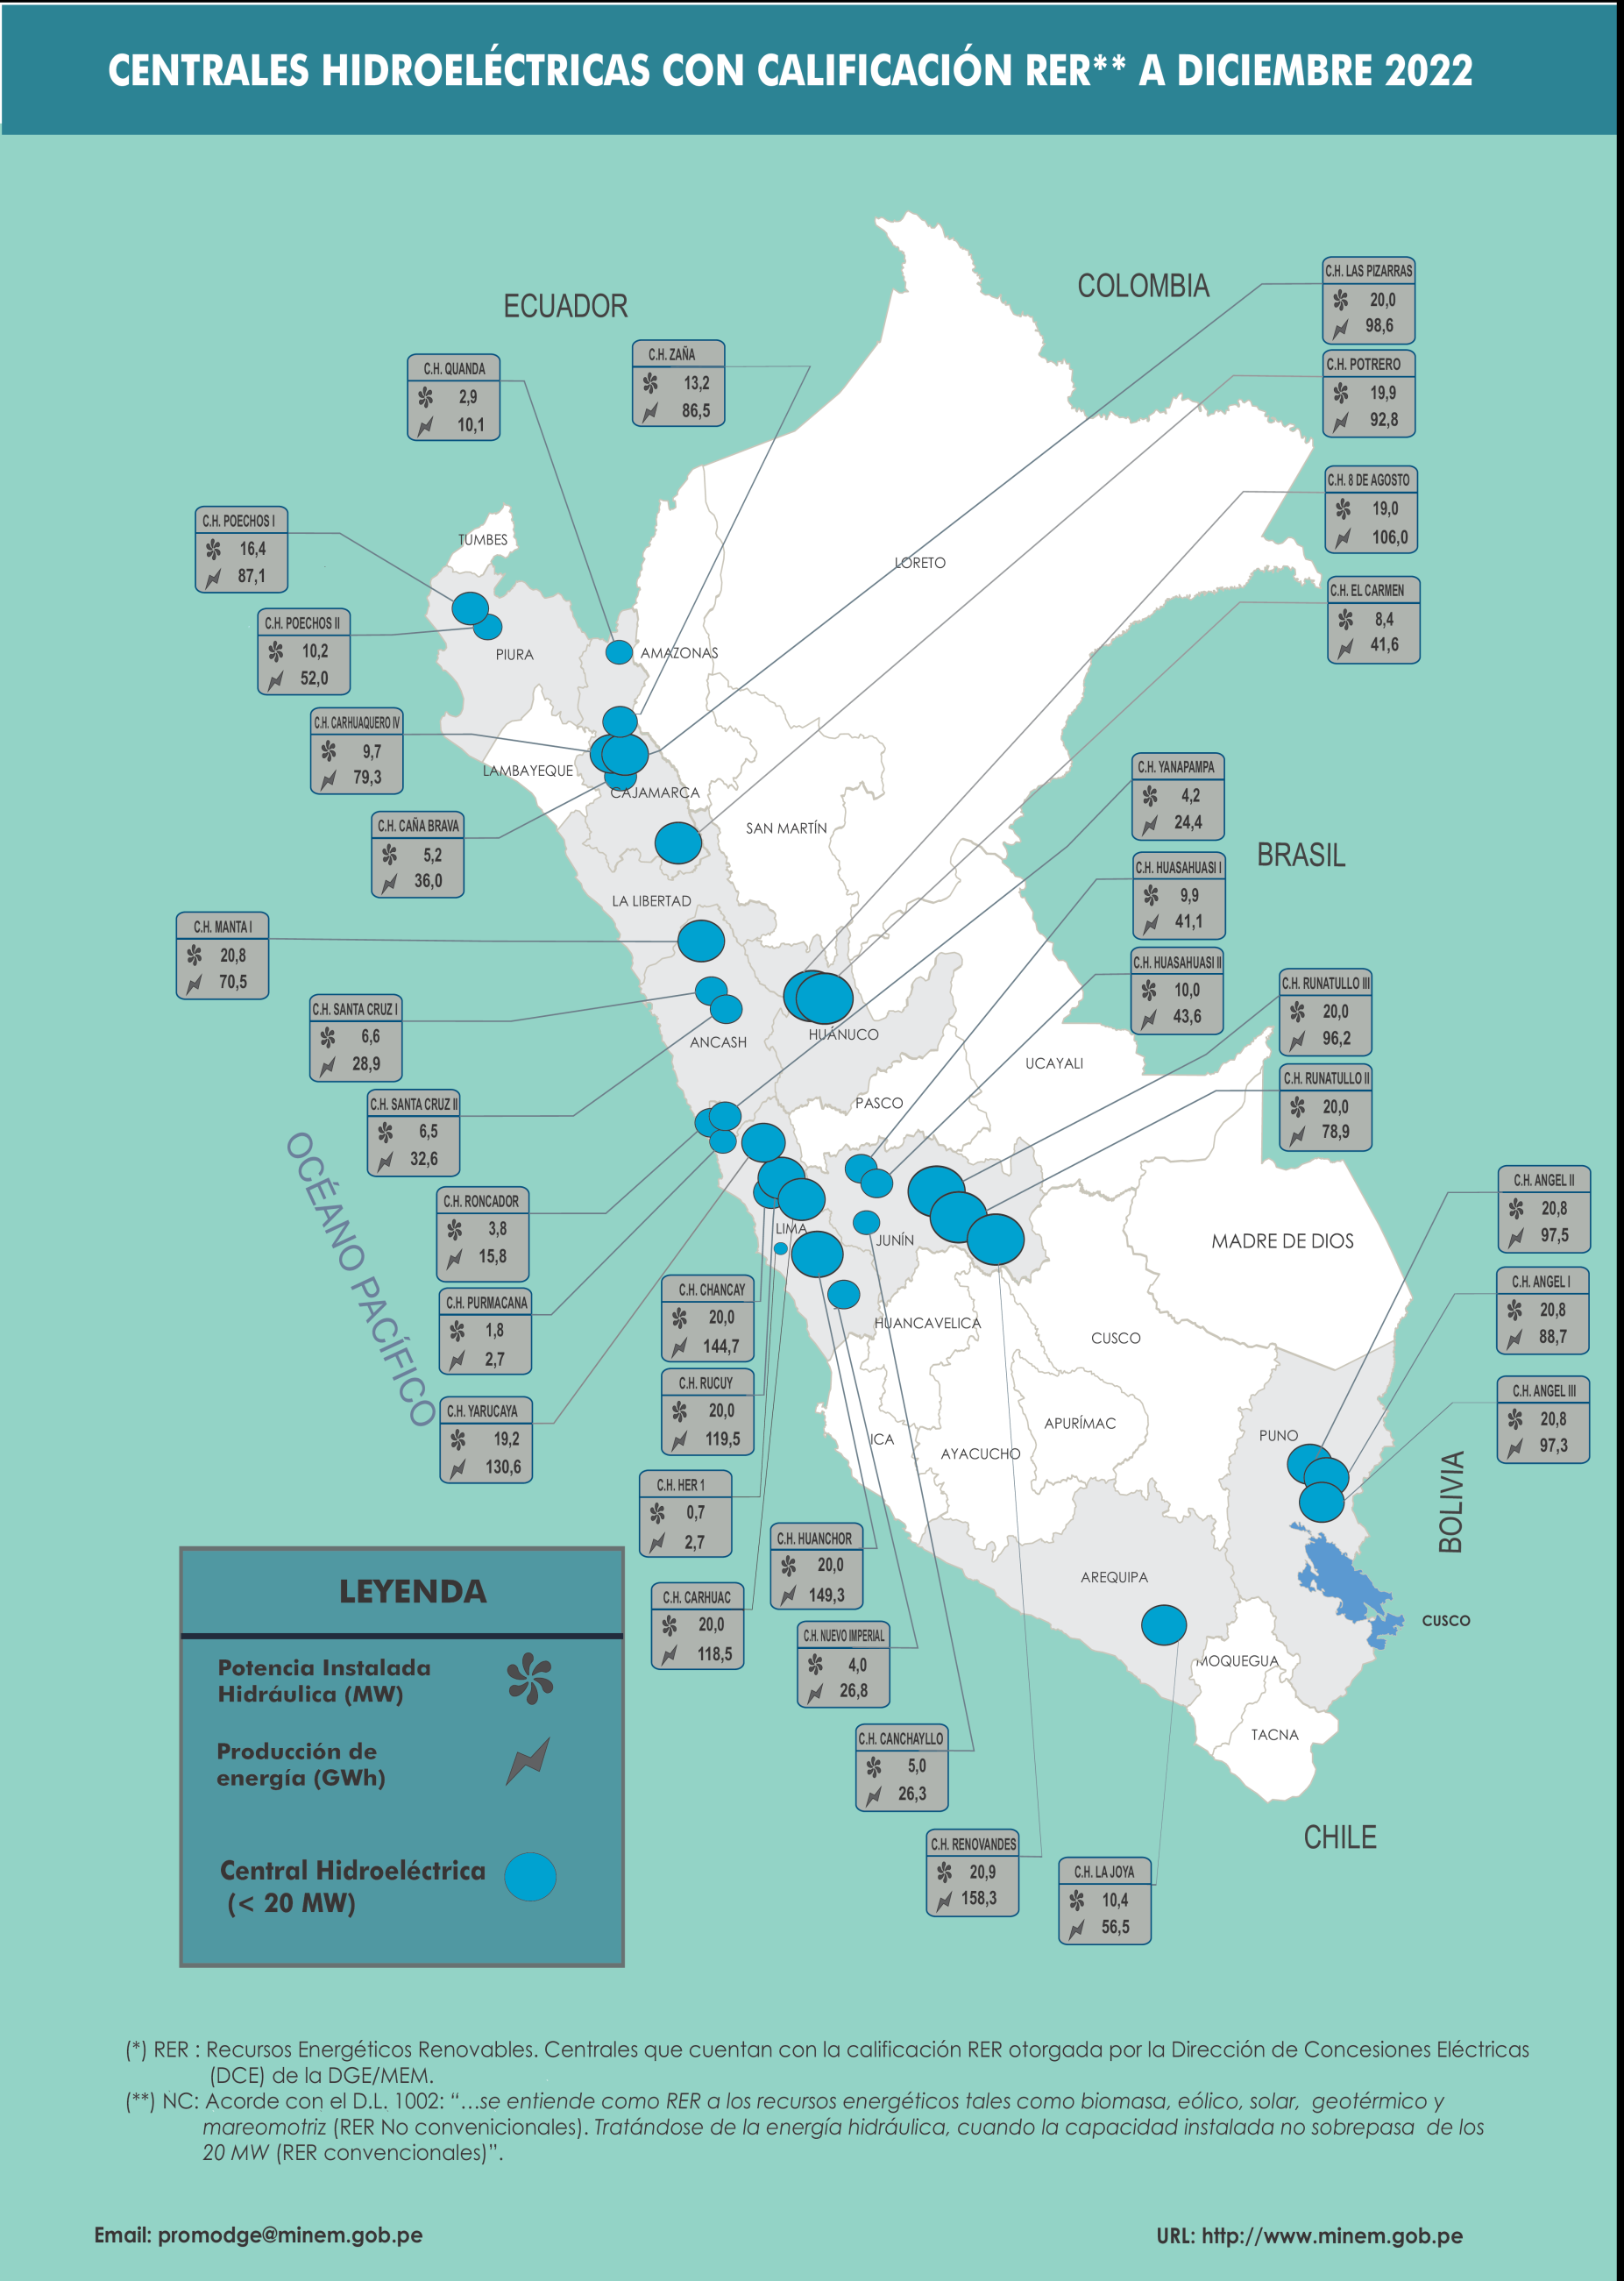 CENTRALES HIDROELÉCTRICAS CON CALIFICACIÓN RER** A DICIEMBRE 2022
ECUADOR
COLOMBIA
C.H. LAS PIZARRAS
20,0
98,6
C.H. ZAÑA
13,2
86,5
C.H. QUANDA
2,9
10,1
C.H. POTRERO
19,9
92,8
C.H. 8 DE AGOSTO
19,0
106,0
C.H. POECHOS I
16,4
87,1
TUMBES
LORETO
C.H. EL CARMEN
8,4
41,6
C.H. POECHOS II
10,2
52,0
PIURA
AMAZONAS
C.H. CARHUAQUERO IV
9,7
79,3
LAMBAYEQUE
CAJAMARCA
C.H. YANAPAMPA
4,2
24,4
C.H. CAÑA BRAVA
5,2
36,0
SAN MARTÍN
BRASIL
C.H. HUASAHUASI I
9,9
41,1
LA LIBERTAD
C.H. MANTA I
20,8
70,5
C.H. HUASAHUASI II
10,0
43,6
C.H. RUNATULLO III
20,0
96,2
C.H. SANTA CRUZ I
6,6
28,9
ANCASH
HUÁNUCO
UCAYALI
C.H. RUNATULLO II
20,0
78,9
C.H. SANTA CRUZ II
6,5
32,6
PASCO
OCÉANO PACÍFICO
C.H. RONCADOR
3,8
15,8
LIMA
JUNÍN
MADRE DE DIOS
C.H. ANGEL II
20,8
97,5
C.H. PURMACANA
1,8
2,7
C.H. CHANCAY
20,0
144,7
HUANCAVELICA
CUSCO
C.H. ANGEL I
20,8
88,7
C.H. RUCUY
20,0
119,5
C.H. YARUCAYA
19,2
130,6
ICA
AYACUCHO
APURÍMAC
PUNO
C.H. ANGEL III
20,8
97,3
BOLIVIA
C.H. HER 1
0,7
2,7
C.H. HUANCHOR
20,0
149,3
AREQUIPA
C.H. CARHUAC
20,0
118,5
CUSCO
C.H. NUEVO IMPERIAL
4,0
26,8
MOQUEGUA
C.H. CANCHAYLLO
5,0
26,3
TACNA
C.H. RENOVANDES
20,9
158,3
C.H. LA JOYA
10,4
56,5
CHILE
LEYENDA
Potencia Instalada
Hidráulica (MW)
Producción de
energía (GWh)
Central Hidroeléctrica
(< 20 MW)
(*) RER : Recursos Energéticos Renovables. Centrales que cuentan con la calificación RER otorgada por la Dirección de Concesiones Eléctricas
(DCE) de la DGE/MEM.
(**) NC: Acorde con el D.L. 1002: “...se entiende como RER a los recursos energéticos tales como biomasa, eólico, solar, geotérmico y
mareomotriz (RER No convenicionales). Tratándose de la energía hidráulica, cuando la capacidad instalada no sobrepasa de los
20 MW (RER convencionales)”.
Email: promodge@minem.gob.pe
URL: http://www.minem.gob.pe